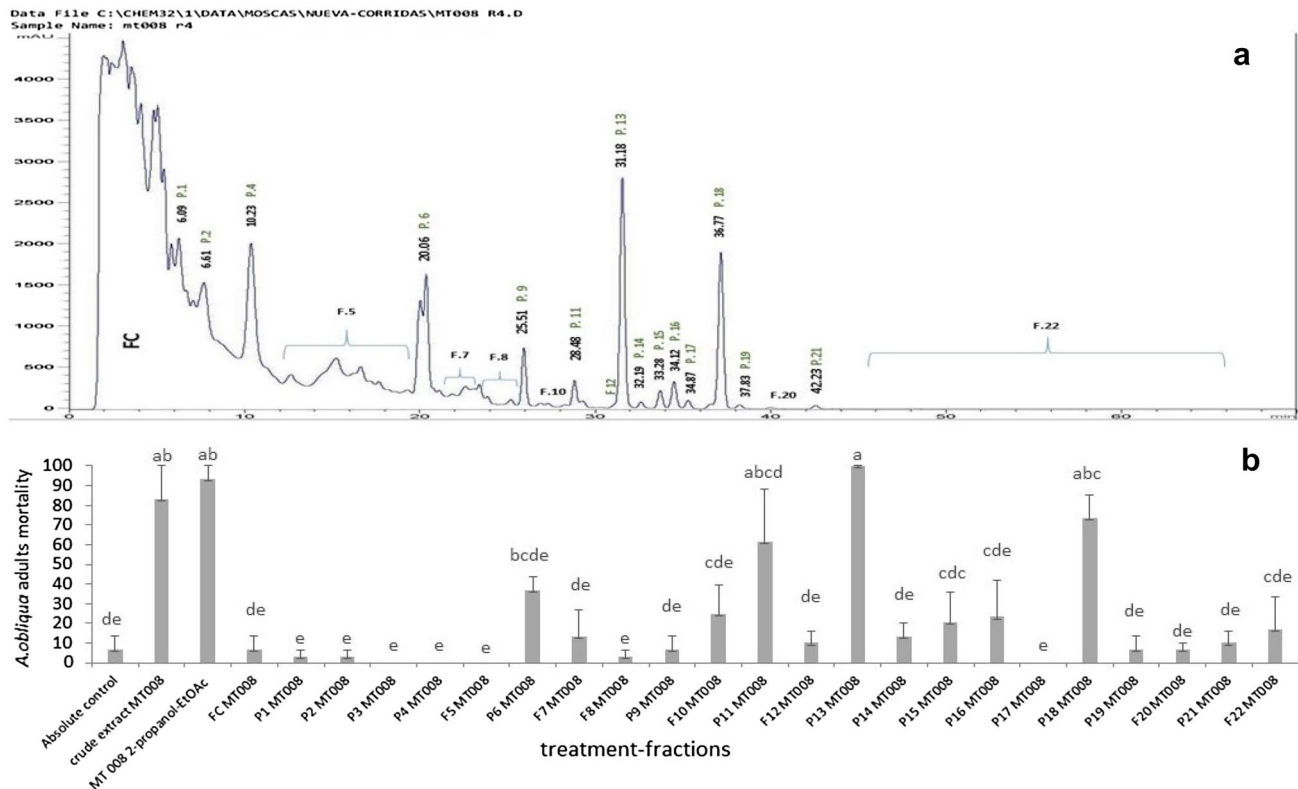 Data File C:\CHEM32\1\DATA\MOSCAS\NUEVA-CORRIDAS\MT008 R4.D
Sample Name: mt008 r4
mAU
a
4000
3500
3000
2500
2000
1500
1000
500
0
FC
6.09 P.1
6.61 P.2
10.23 P.4
F.5
20.06 P. 6
F.7
F.8
25.51 P. 9
F.10
28.48 P. 11
F12
31.18 P. 13
32.19 P. 14
33.28 P. 15
34.12 P. 16
34.87 P. 17
36.77 P. 18
37.83 P.19
F.20
42.23 P.21
F.22
0 10 20 30 40 50 60 min
b
A.obliqua adults mortality
100
90
80
70
60
50
40
30
20
10
0
de ab ab de e e e e e bcde de e de cde abcd de a de cdc cde e abc de de de cde
Absolute control
crude extract MT008
MT 008 2-propanol-EtOAc
FC MT008
P1 MT008
P2 MT008
P3 MT008
P4 MT008
F5 MT008
P6 MT008
F7 MT008
F8 MT008
P9 MT008
F10 MT008
P11 MT008
F12 MT008
P13 MT008
P14 MT008
P15 MT008
P16 MT008
P17 MT008
P18 MT008
P19 MT008
F20 MT008
P21 MT008
F22 MT008
treatment-fractions